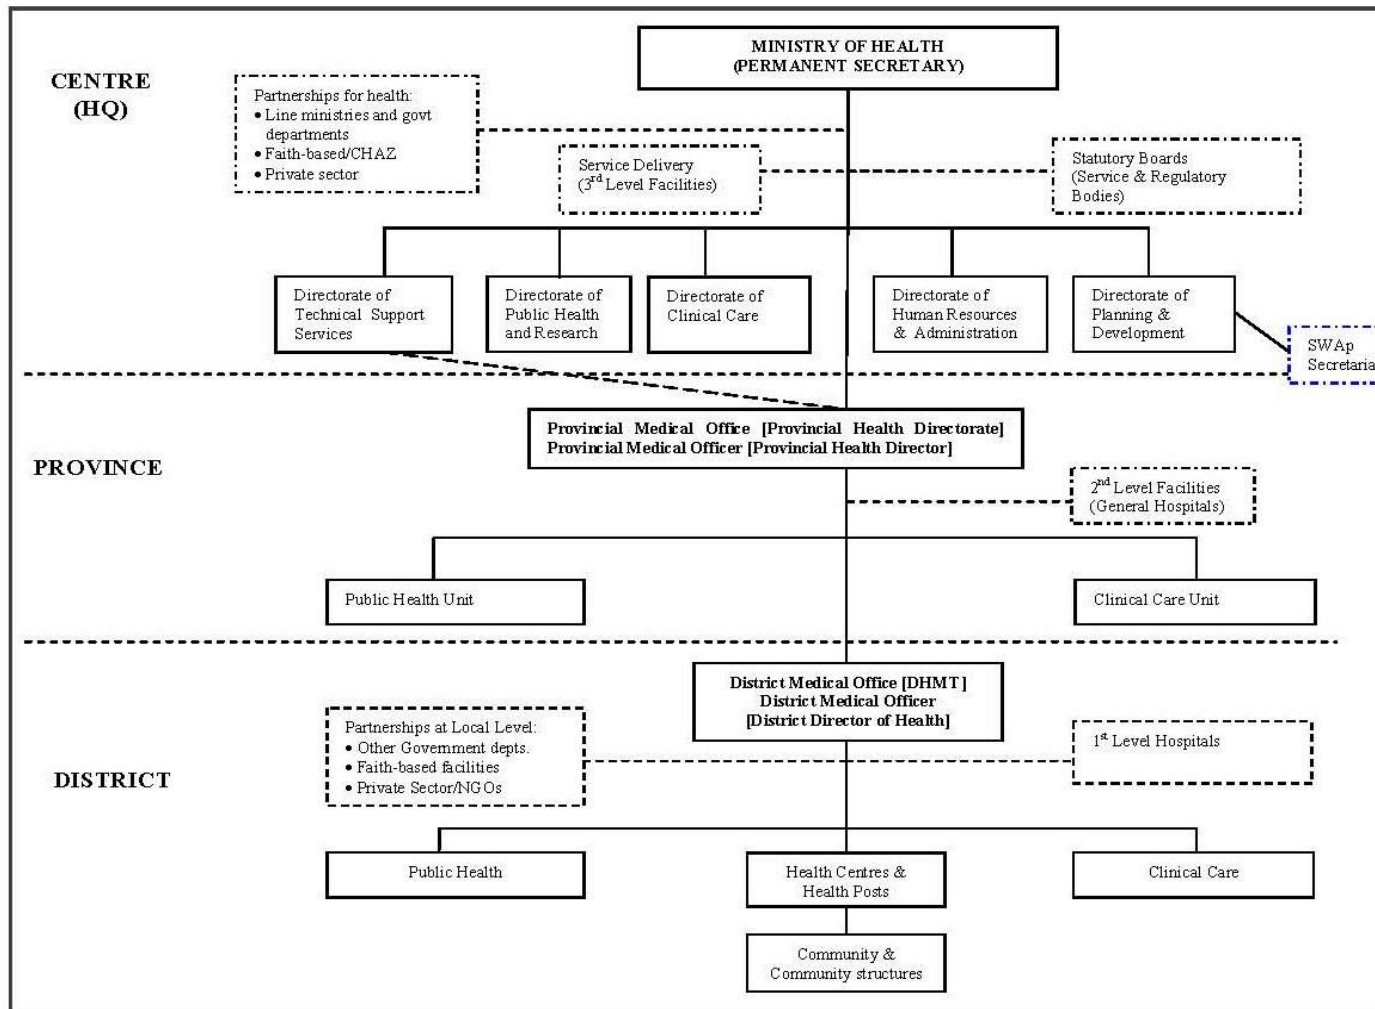 MINISTRY OF HEALTH
(PERMANENT SECRETARY)
CENTRE
(HQ)
Partnerships for health:
• Line ministries and govt
departments
• Faith-based/CHAZ
• Private sector
Service Delivery
(3rd Level Facilities)
Statutory Boards
(Service & Regulatory
Bodies)
Directorate of
Technical Support
Services
Directorate of
Public Health
and Research
Directorate of
Clinical Care
Directorate of
Human Resources
& Administration
Directorate of
Planning &
Development
SWAp
Secretaria
Provincial Medical Office [Provincial Health Directorate]
Provincial Medical Officer [Provincial Health Director]
PROVINCE
2nd Level Facilities
(General Hospitals)
Public Health Unit
Clinical Care Unit
District Medical Office [DHMT]
District Medical Officer
[District Director of Health]
Partnerships at Local Level:
• Other Government depts.
• Faith-based facilities
• Private Sector/NGOs
1st Level Hospitals
DISTRICT
Public Health
Health Centres &
Health Posts
Clinical Care
Community &
Community structures